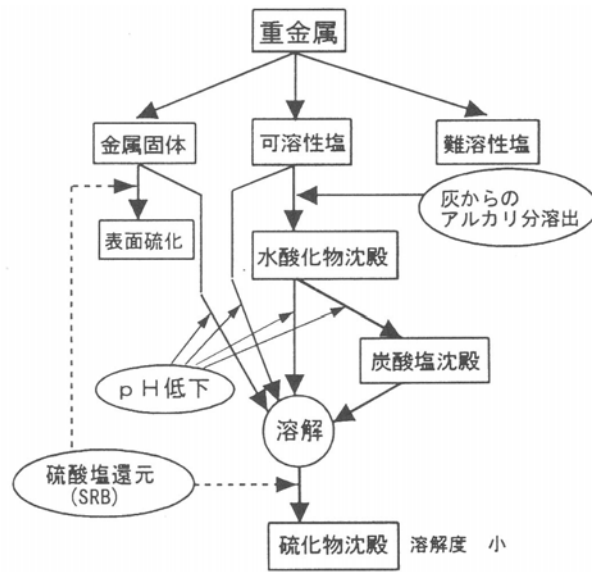 重金属
金属固体
可溶性塩
難溶性塩
灰からの
アルカリ分溶出
表面硫化
水酸化物沈殿
炭酸塩沈殿
pH低下
溶解
硫酸塩還元
(SRB)
硫化物沈殿 溶解度 小